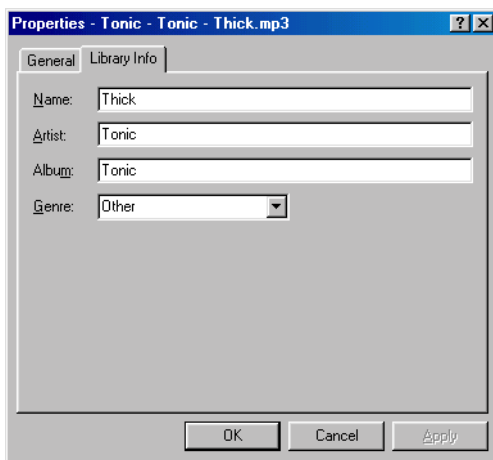 Properties - Tonic - Tonic - Thick.mp3
General Library Info
Name: Thick
Artist: Tonic
Album: Tonic
Genre: Other
OK Cancel Apply